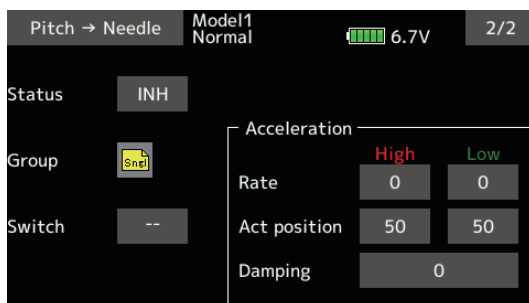 Pitch → Needle
Model1
Normal
6.7V
2/2
Status
INH
Group
Sngl
Switch
--
Acceleration
High Low
Rate 0 0
Act position 50 50
Damping 0